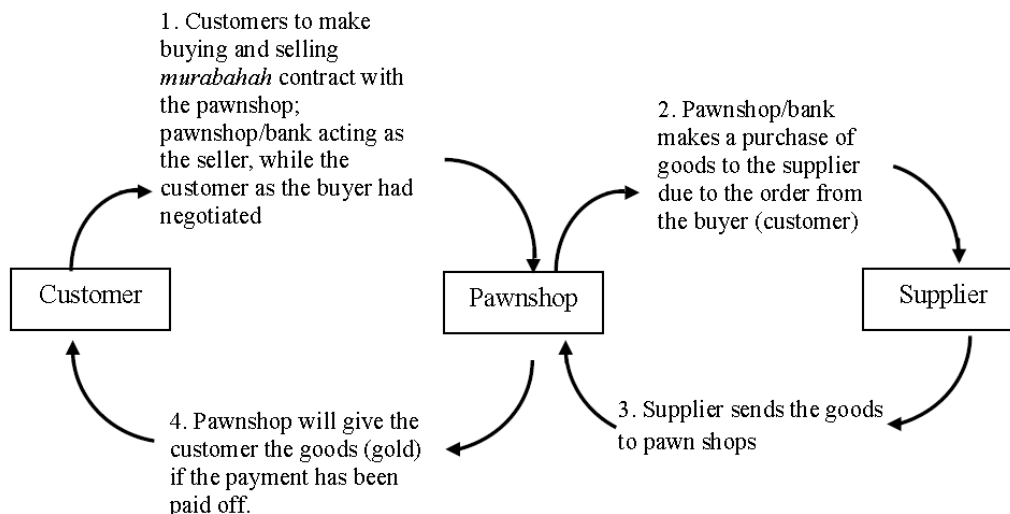 1. Customers to make
buying and selling
murabahah contract with
the pawnshop;
pawnshop/bank acting as
the seller, while the
customer as the buyer had
negotiated
2. Pawnshop/bank
makes a purchase of
goods to the supplier
due to the order from
the buyer (customer)
Customer
Pawnshop
Supplier
3. Supplier sends the goods
to pawn shops
4. Pawnshop will give the
customer the goods (gold)
if the payment has been
paid off.